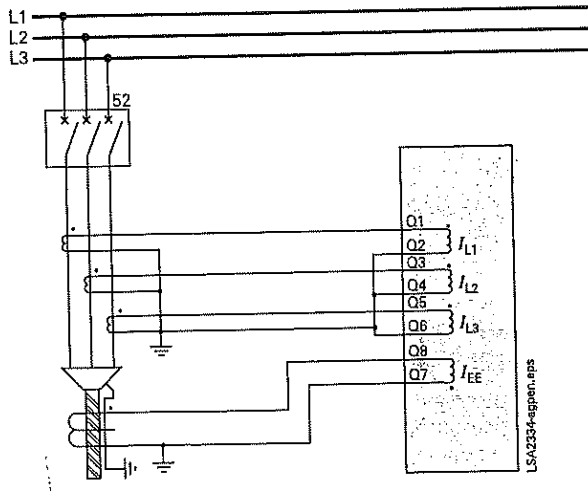 L1
L2
L3
52
Q1
Q2
I_L1
Q3
Q4
I_L2
Q5
Q6
I_L3
Q8
Q7
I_EE
LSA2334-agpen.eps